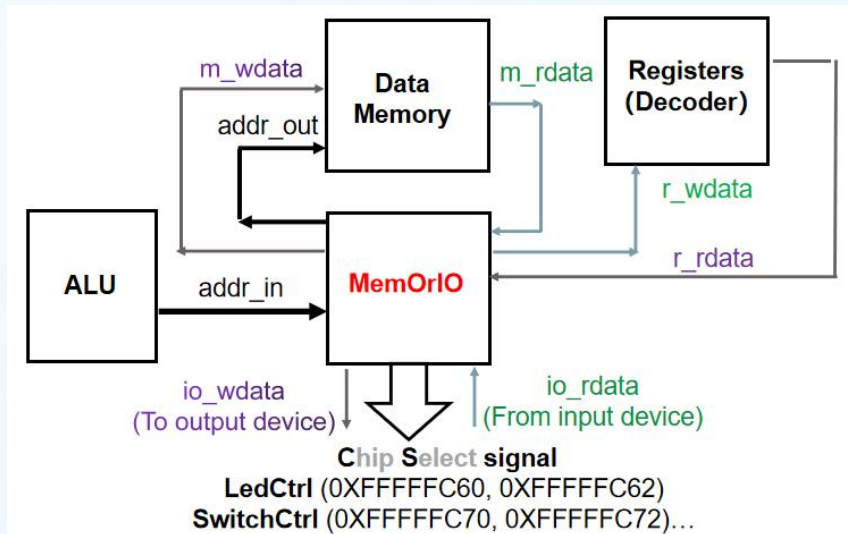 m_wdata
Data
Memory
m_rdata
Registers
(Decoder)
addr_out
r_wdata
ALU
addr_in
MemOrIO
r_rdata
io_wdata
(To output device)
io_rdata
(From input device)
Chip Select signal
LedCtrl (0XFFFFFC60, 0XFFFFFC62)
SwitchCtrl (0XFFFFFC70, 0XFFFFFC72)...